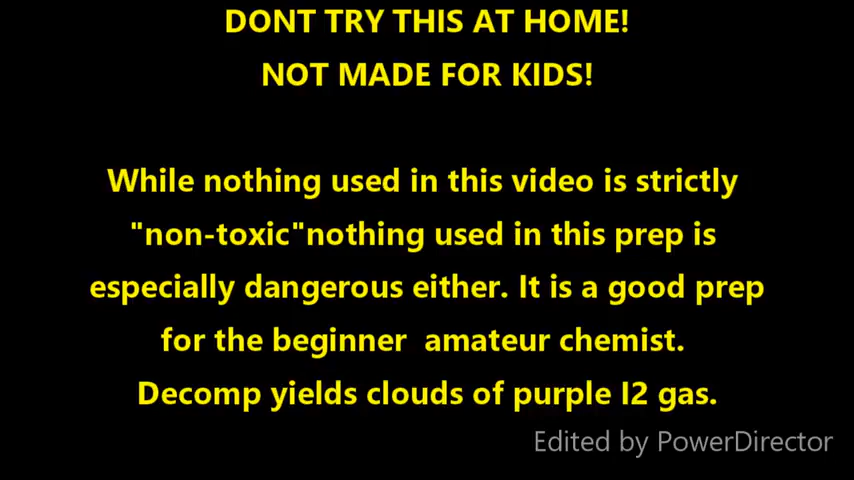 DONT TRY THIS AT HOME!
NOT MADE FOR KIDS!
While nothing used in this video is strictly
"non-toxic"nothing used in this prep is
especially dangerous either. It is a good prep
for the beginner  amateur chemist.
Decomp yields clouds of purple I2 gas.
Edited by PowerDirector